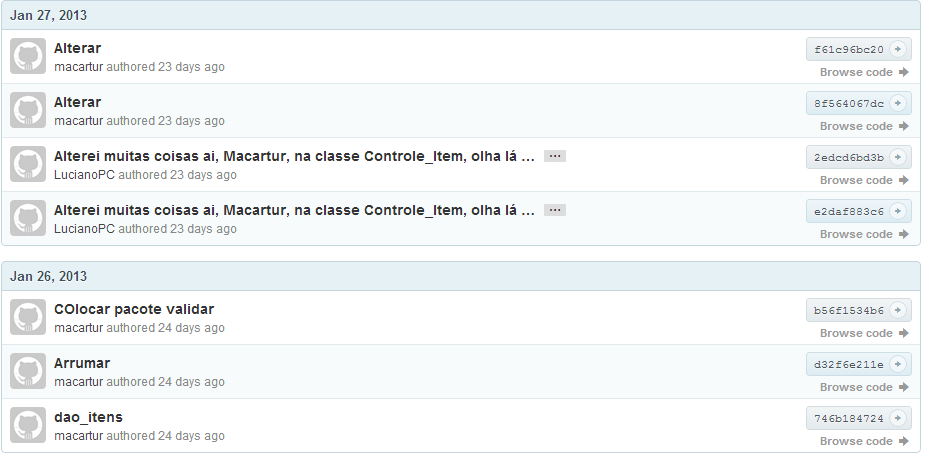 Jan 27, 2013
Alterar
f61c96bc20
macartur authored 23 days ago
Browse code
Alterar
8f564067dc
macartur authored 23 days ago
Browse code
Alterei muitas coisas ai, Macartur, na classe Controle_Item, olha lá ...
2edcd6bd3b
LucianoPC authored 23 days ago
Browse code
Alterei muitas coisas ai, Macartur, na classe Controle_Item, olha lá ...
e2daf883c6
LucianoPC authored 23 days ago
Browse code
Jan 26, 2013
COlocar pacote validar
b56f1534b6
macartur authored 24 days ago
Browse code
Arrumar
d32f6e211e
macartur authored 24 days ago
Browse code
dao_itens
746b184724
macartur authored 24 days ago
Browse code